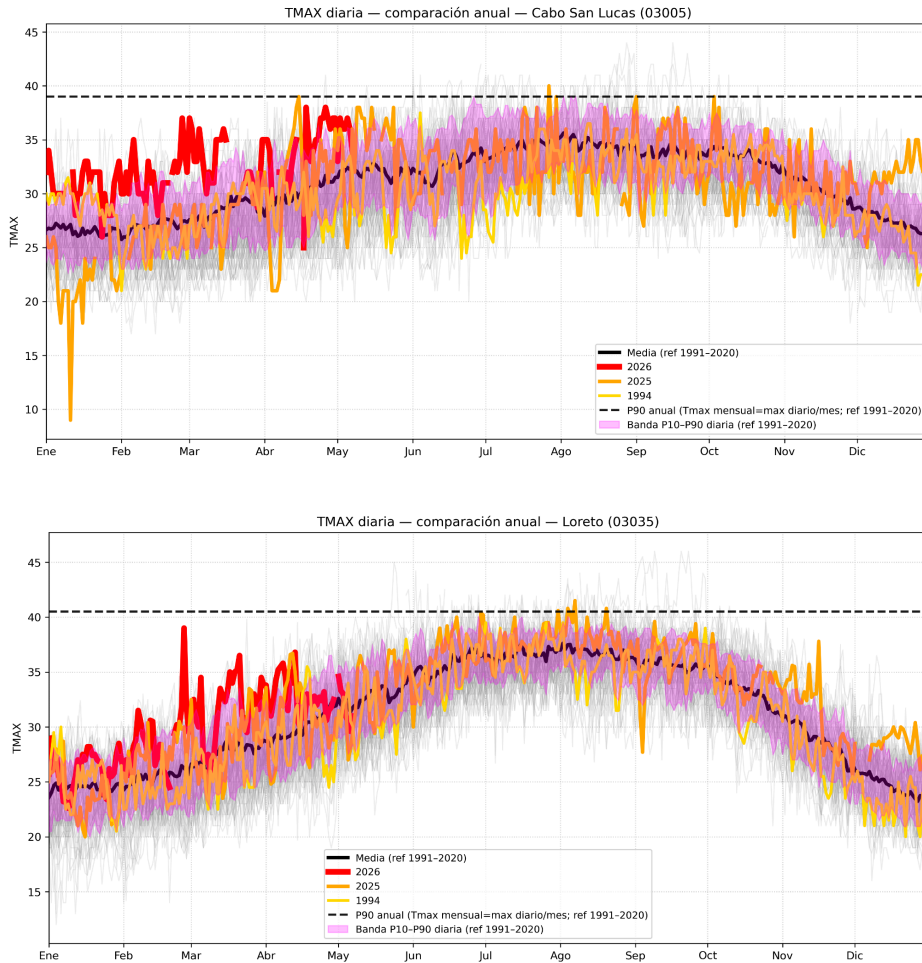 TMAX diaria — comparación anual — Cabo San Lucas (03005)
TMAX
40
35
30
25
20
15
10
Ene Feb Mar Abr May Jun Jul Ago Sep Oct Nov Dic
Media (ref 1991–2020)
2026
2025
1994
P90 anual (Tmax mensual=max diario/mes; ref 1991–2020)
Banda P10–P90 diaria (ref 1991–2020)
TMAX diaria — comparación anual — Loreto (03035)
TMAX
45
40
35
30
25
20
15
Ene Feb Mar Abr May Jun Jul Ago Sep Oct Nov Dic
Media (ref 1991–2020)
2026
2025
1994
P90 anual (Tmax mensual=max diario/mes; ref 1991–2020)
Banda P10–P90 diaria (ref 1991–2020)